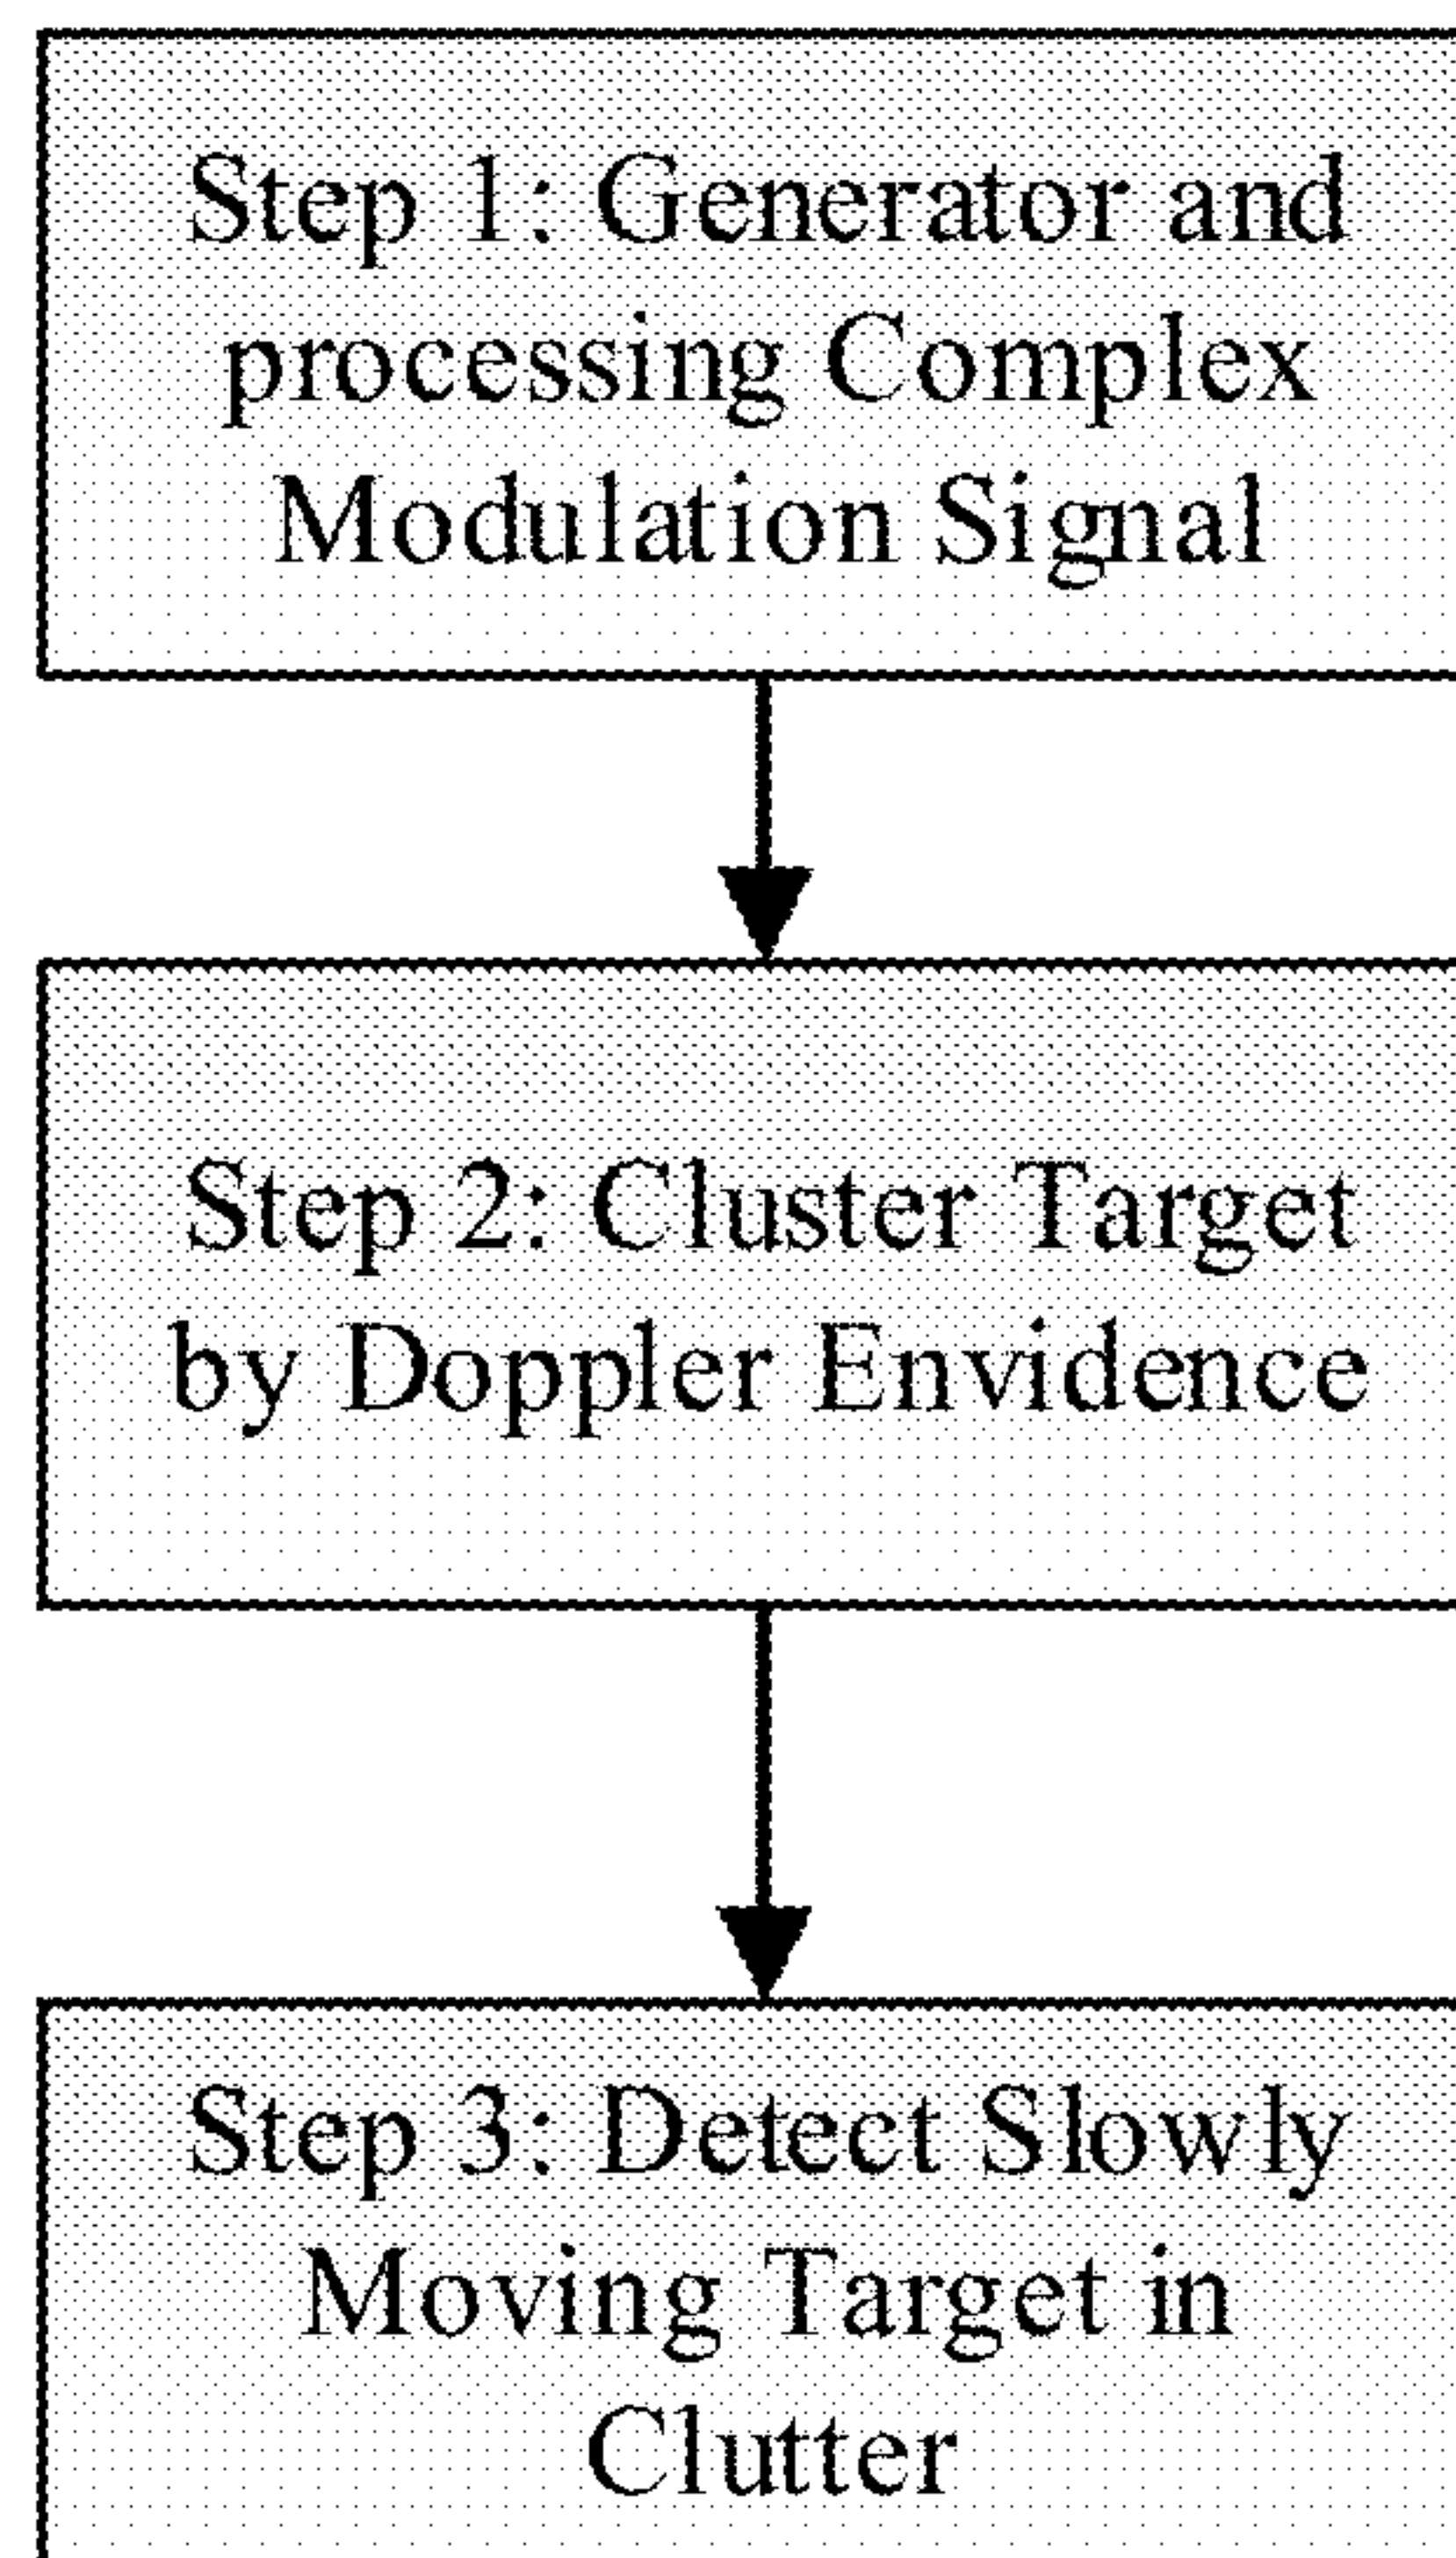 Step 1: Generator and
processing Complex
Modulation Signal
Step 2: Cluster Target
by Doppler Envidence
Step 3: Detect Slowly
Moving Target in
Clutter